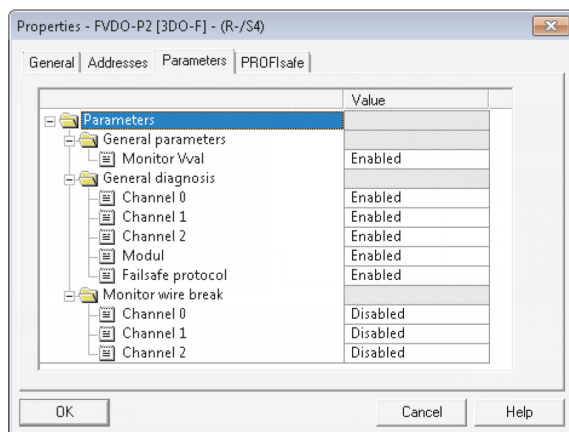 Properties - FVDO-P2 [3DO-F] - (R-/S4)
General Addresses Parameters PROFIsafe
Value
Parameters
General parameters
Monitor Vval Enabled
General diagnosis
Channel 0 Enabled
Channel 1 Enabled
Channel 2 Enabled
Modul Enabled
Failsafe protocol Enabled
Monitor wire break
Channel 0 Disabled
Channel 1 Disabled
Channel 2 Disabled
OK Cancel Help